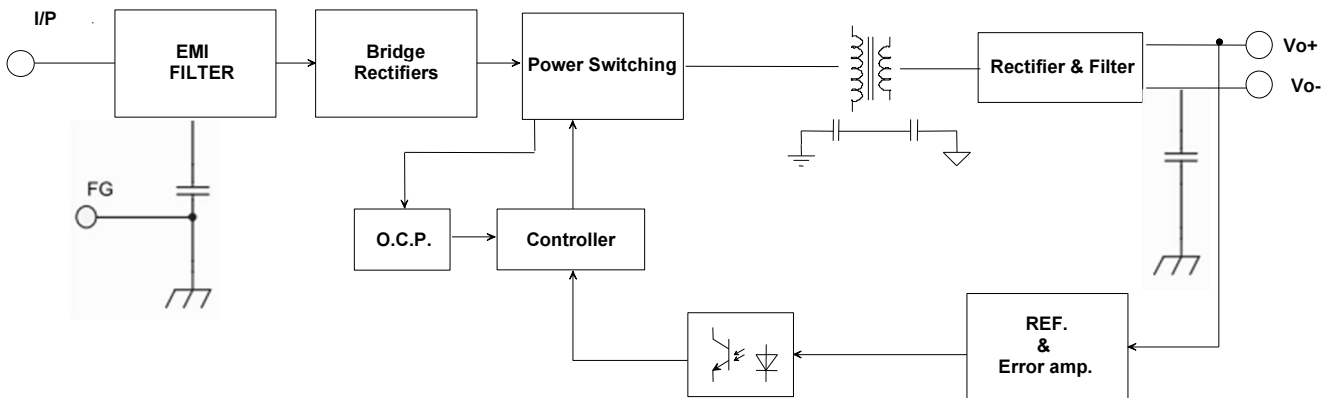 I/P
EMI
FILTER
Bridge
Rectifiers
Power Switching
Rectifier & Filter
Vo+
Vo-
FG
O.C.P.
Controller
REF.
&
Error amp.